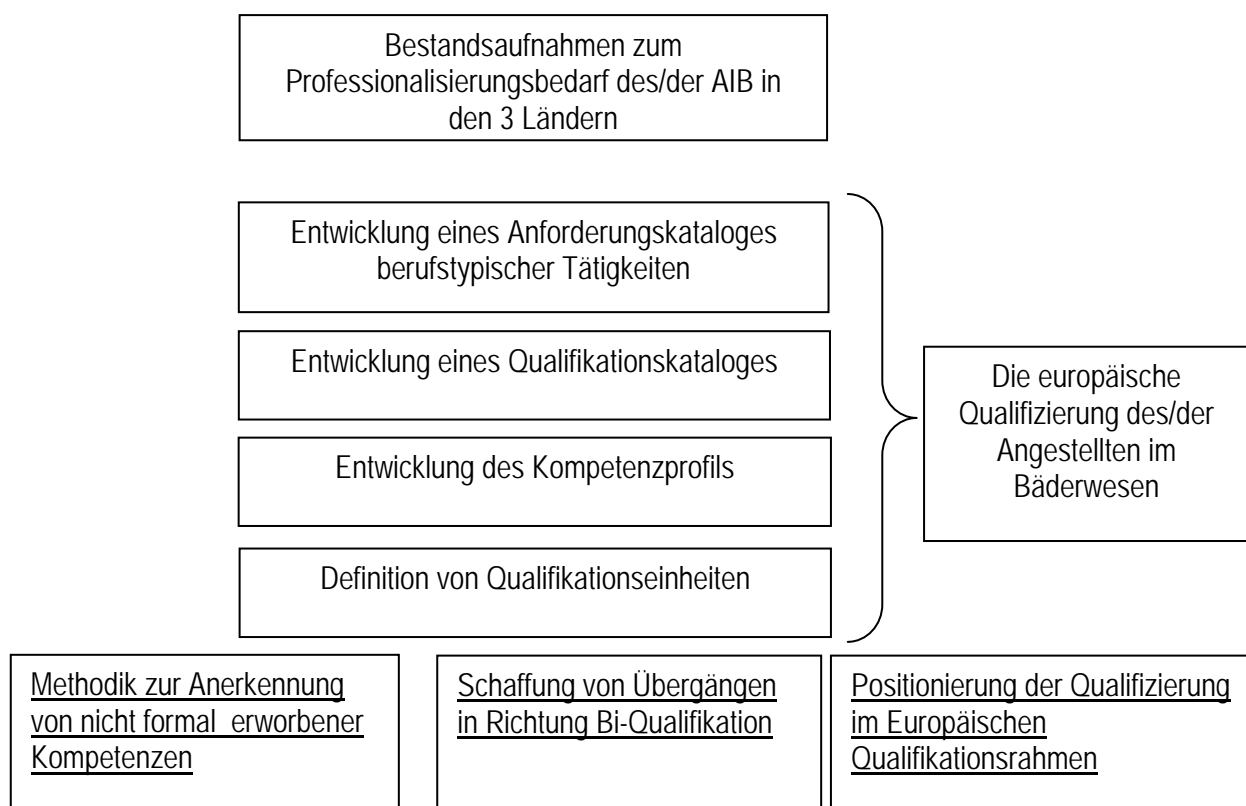 Bestandsaufnahmen zum
Professionalisierungsbedarf des/der AIB in
den 3 Ländern
Entwicklung eines Anforderungskataloges
berufstypischer Tätigkeiten
Entwicklung eines Qualifikationskataloges
Entwicklung des Kompetenzprofils
Definition von Qualifikationseinheiten
Die europäische
Qualifizierung des/der
Angestellten im
Bäderwesen
Methodik zur Anerkennung
von nicht formal erworbener
Kompetenzen
Schaffung von Übergängen
in Richtung Bi-Qualifikation
Positionierung der Qualifizierung
im Europäischen
Qualifikationsrahmen